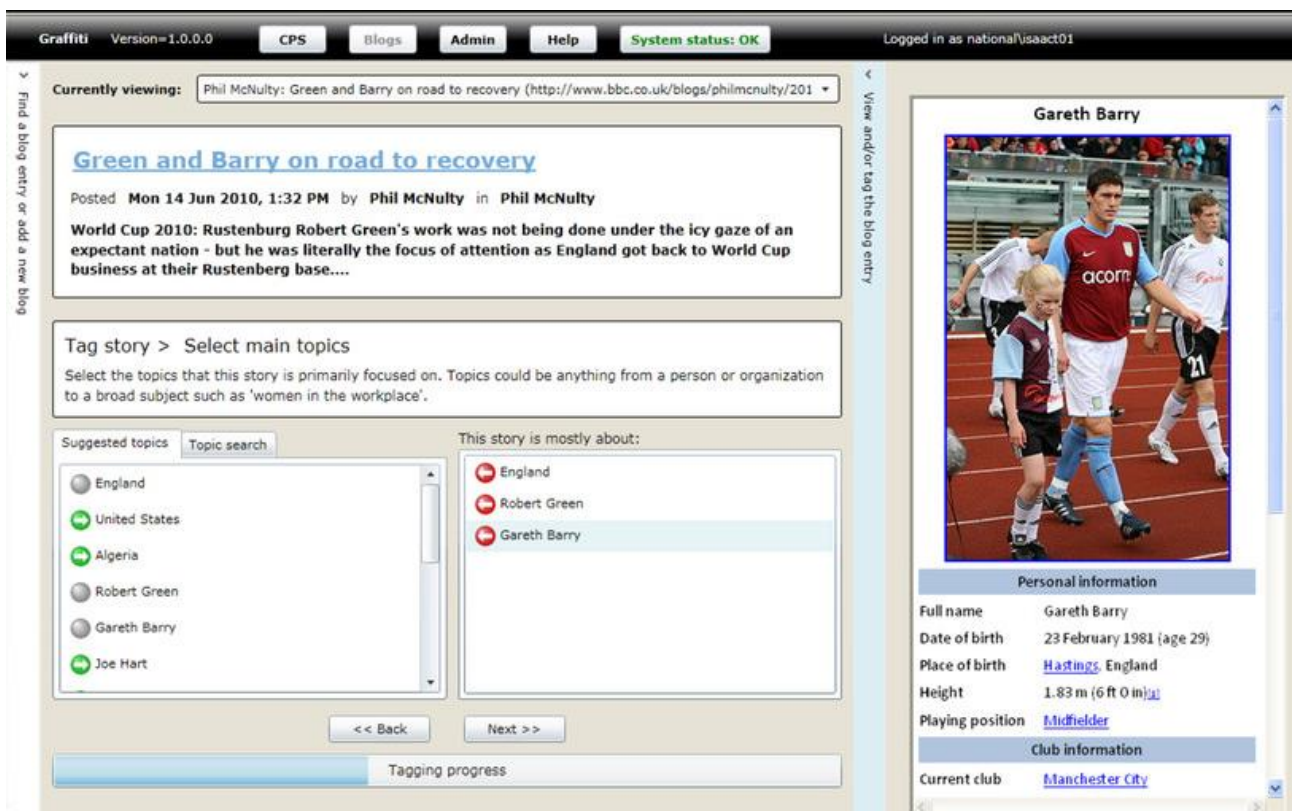 Graffiti Version=1.0.0.0 CPS Blogs Admin Help System status: OK Logged in as national\isaact01
Find a blog entry or add a new blog
Currently viewing: Phil McNulty: Green and Barry on road to recovery (http://www.bbc.co.uk/blogs/philmcnulty/201
Green and Barry on road to recovery
Posted Mon 14 Jun 2010, 1:32 PM by Phil McNulty in Phil McNulty
World Cup 2010: Rustenburg Robert Green's work was not being done under the icy gaze of an
expectant nation - but he was literally the focus of attention as England got back to World Cup
business at their Rustenberg base....
Tag story > Select main topics
Select the topics that this story is primarily focused on. Topics could be anything from a person or organization
to a broad subject such as 'women in the workplace'.
Suggested topics Topic search
England
United States
Algeria
Robert Green
Gareth Barry
Joe Hart
This story is mostly about:
England
Robert Green
Gareth Barry
<< Back Next >>
Tagging progress
View and/or tag the blog entry
Gareth Barry
acorns
21
Personal information
Full name Gareth Barry
Date of birth 23 February 1981 (age 29)
Place of birth Hastings, England
Height 1.83 m (6 ft 0 in)
Playing position Midfielder
Club information
Current club Manchester City